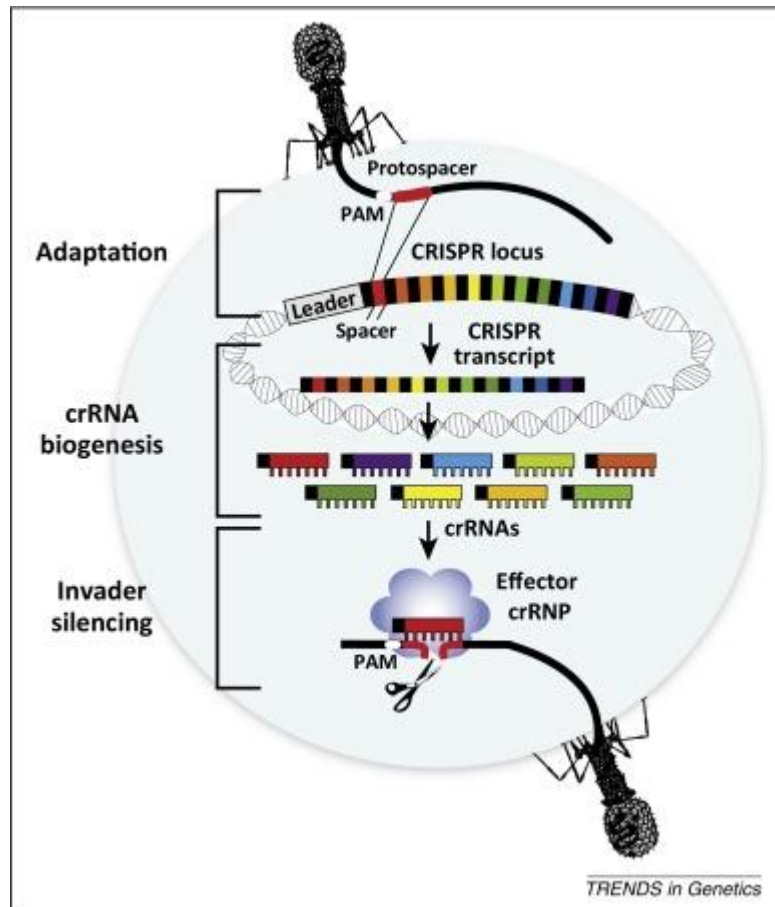 Protospacer
PAM
Adaptation
CRISPR locus
Leader
Spacer
CRISPR
transcript
crRNA
biogenesis
crRNAs
Invader
silencing
Effector
crRNP
PAM
TRENDS in Genetics